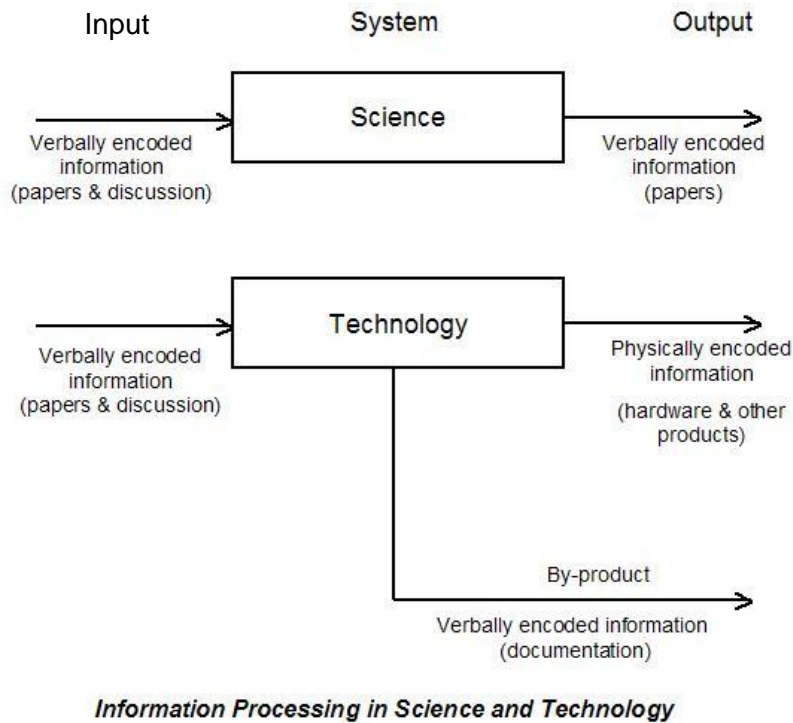 Input System Output
Science
Verbally encoded
information
(papers & discussion)
Verbally encoded
information
(papers)
Technology
Verbally encoded
information
(papers & discussion)
Physically encoded
information
(hardware & other
products)
By-product
Verbally encoded information
(documentation)
Information Processing in Science and Technology